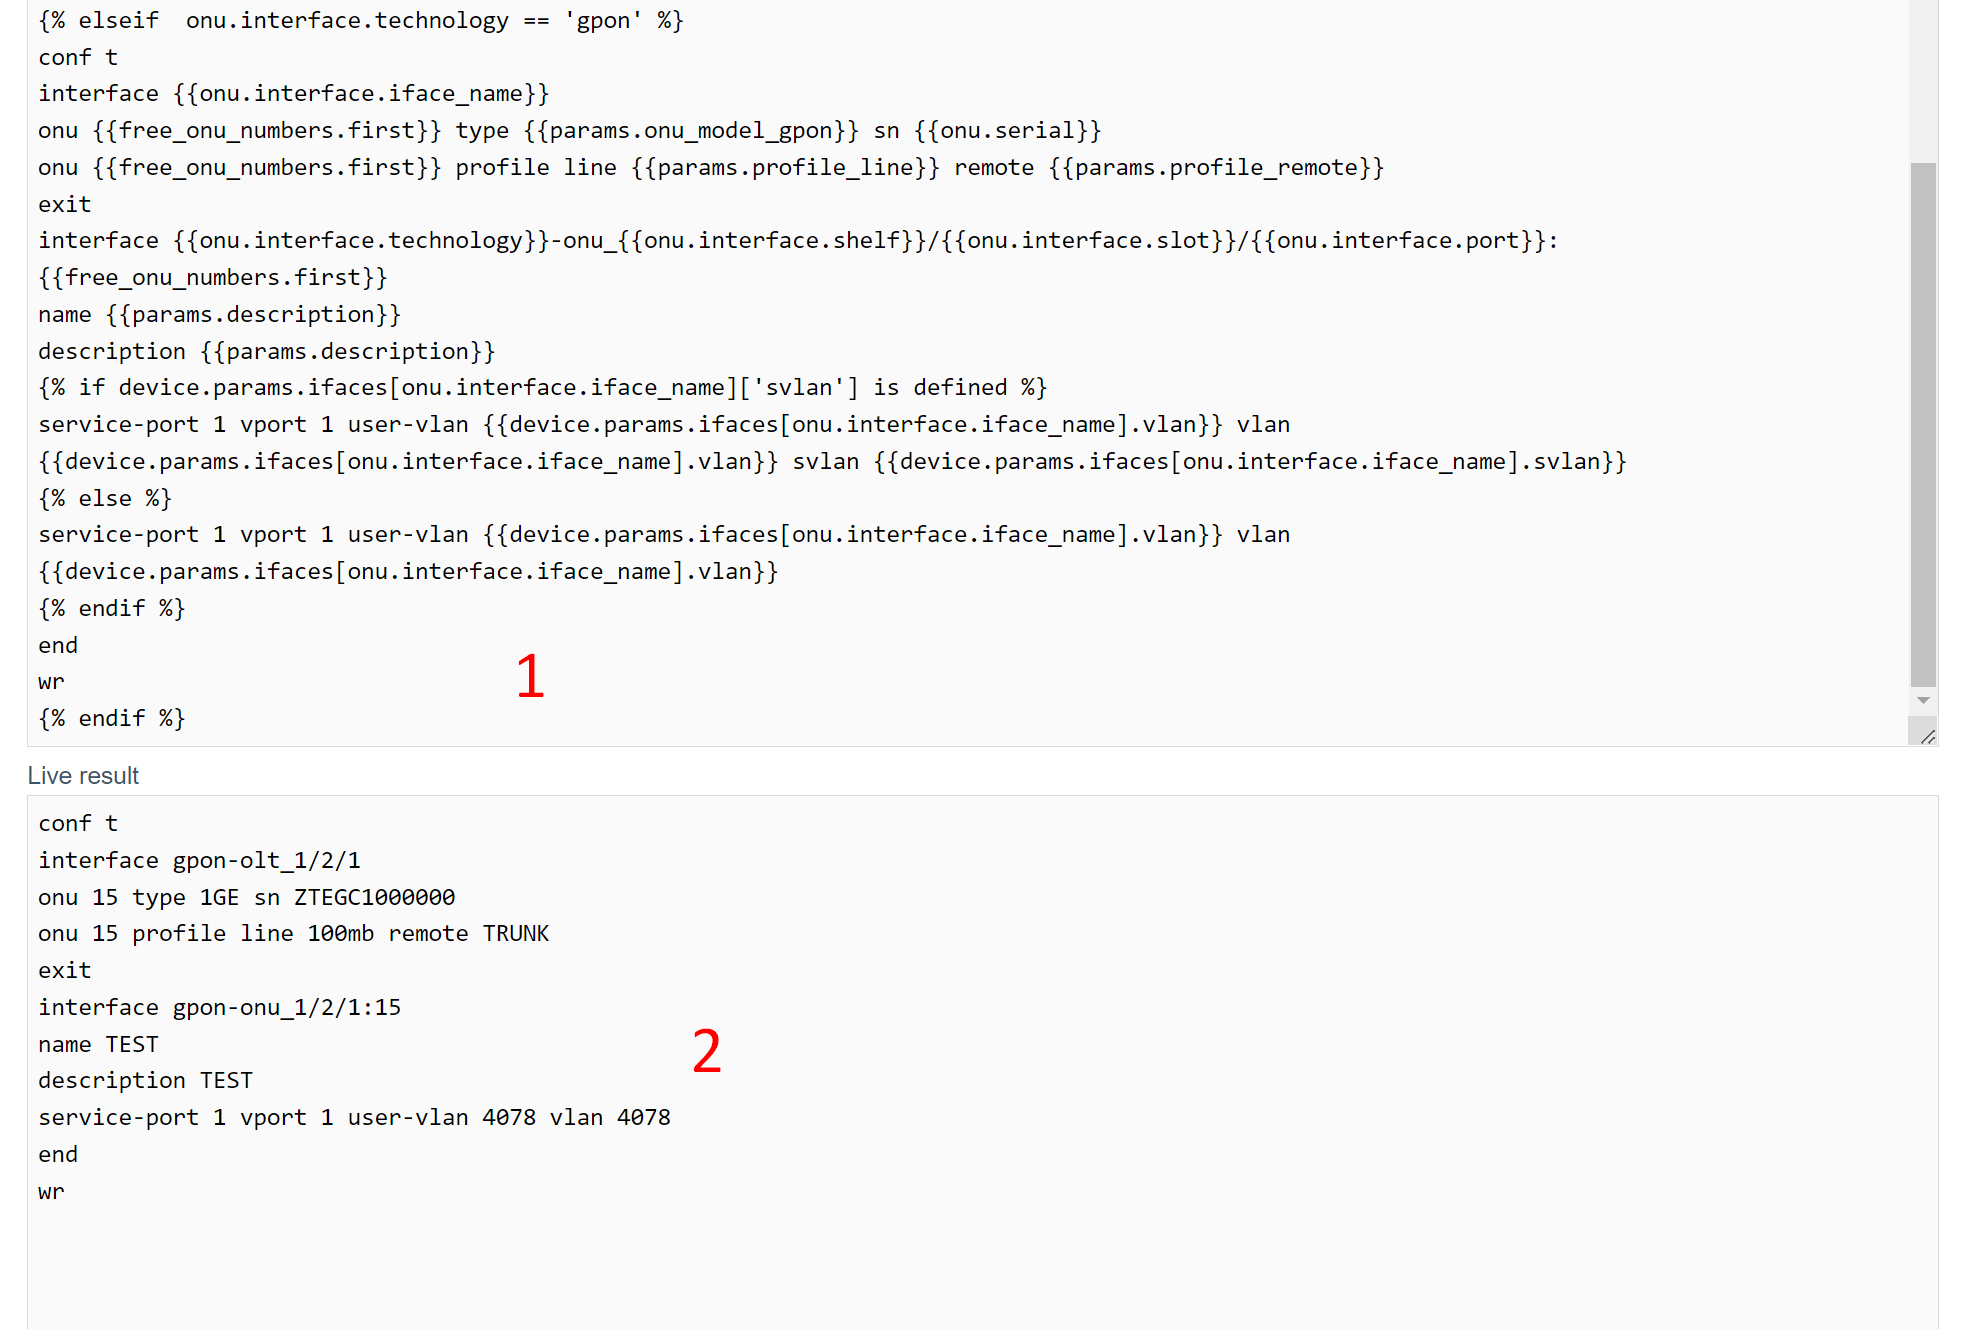 {% elseif  onu.interface.technology == 'gpon' %}
conf t
interface {{onu.interface.iface_name}}
onu {{free_onu_numbers.first}} type {{params.onu_model_gpon}} sn {{onu.serial}}
onu {{free_onu_numbers.first}} profile line {{params.profile_line}} remote {{params.profile_remote}}
exit
interface {{onu.interface.technology}}-onu_{{onu.interface.shelf}}/{{onu.interface.slot}}/{{onu.interface.port}}:
{{free_onu_numbers.first}}
name {{params.description}}
description {{params.description}}
{% if device.params.ifaces[onu.interface.iface_name]['svlan'] is defined %}
service-port 1 vport 1 user-vlan {{device.params.ifaces[onu.interface.iface_name].vlan}} vlan
{{device.params.ifaces[onu.interface.iface_name].vlan}} svlan {{device.params.ifaces[onu.interface.iface_name].svlan}}
{% else %}
service-port 1 vport 1 user-vlan {{device.params.ifaces[onu.interface.iface_name].vlan}} vlan
{{device.params.ifaces[onu.interface.iface_name].vlan}}
{% endif %}
end
wr
1
{% endif %}
Live result
conf t
interface gpon-olt_1/2/1
onu 15 type 1GE sn ZTEGC1000000
onu 15 profile line 100mb remote TRUNK
exit
interface gpon-onu_1/2/1:15
name TEST
2
description TEST
service-port 1 vport 1 user-vlan 4078 vlan 4078
end
wr